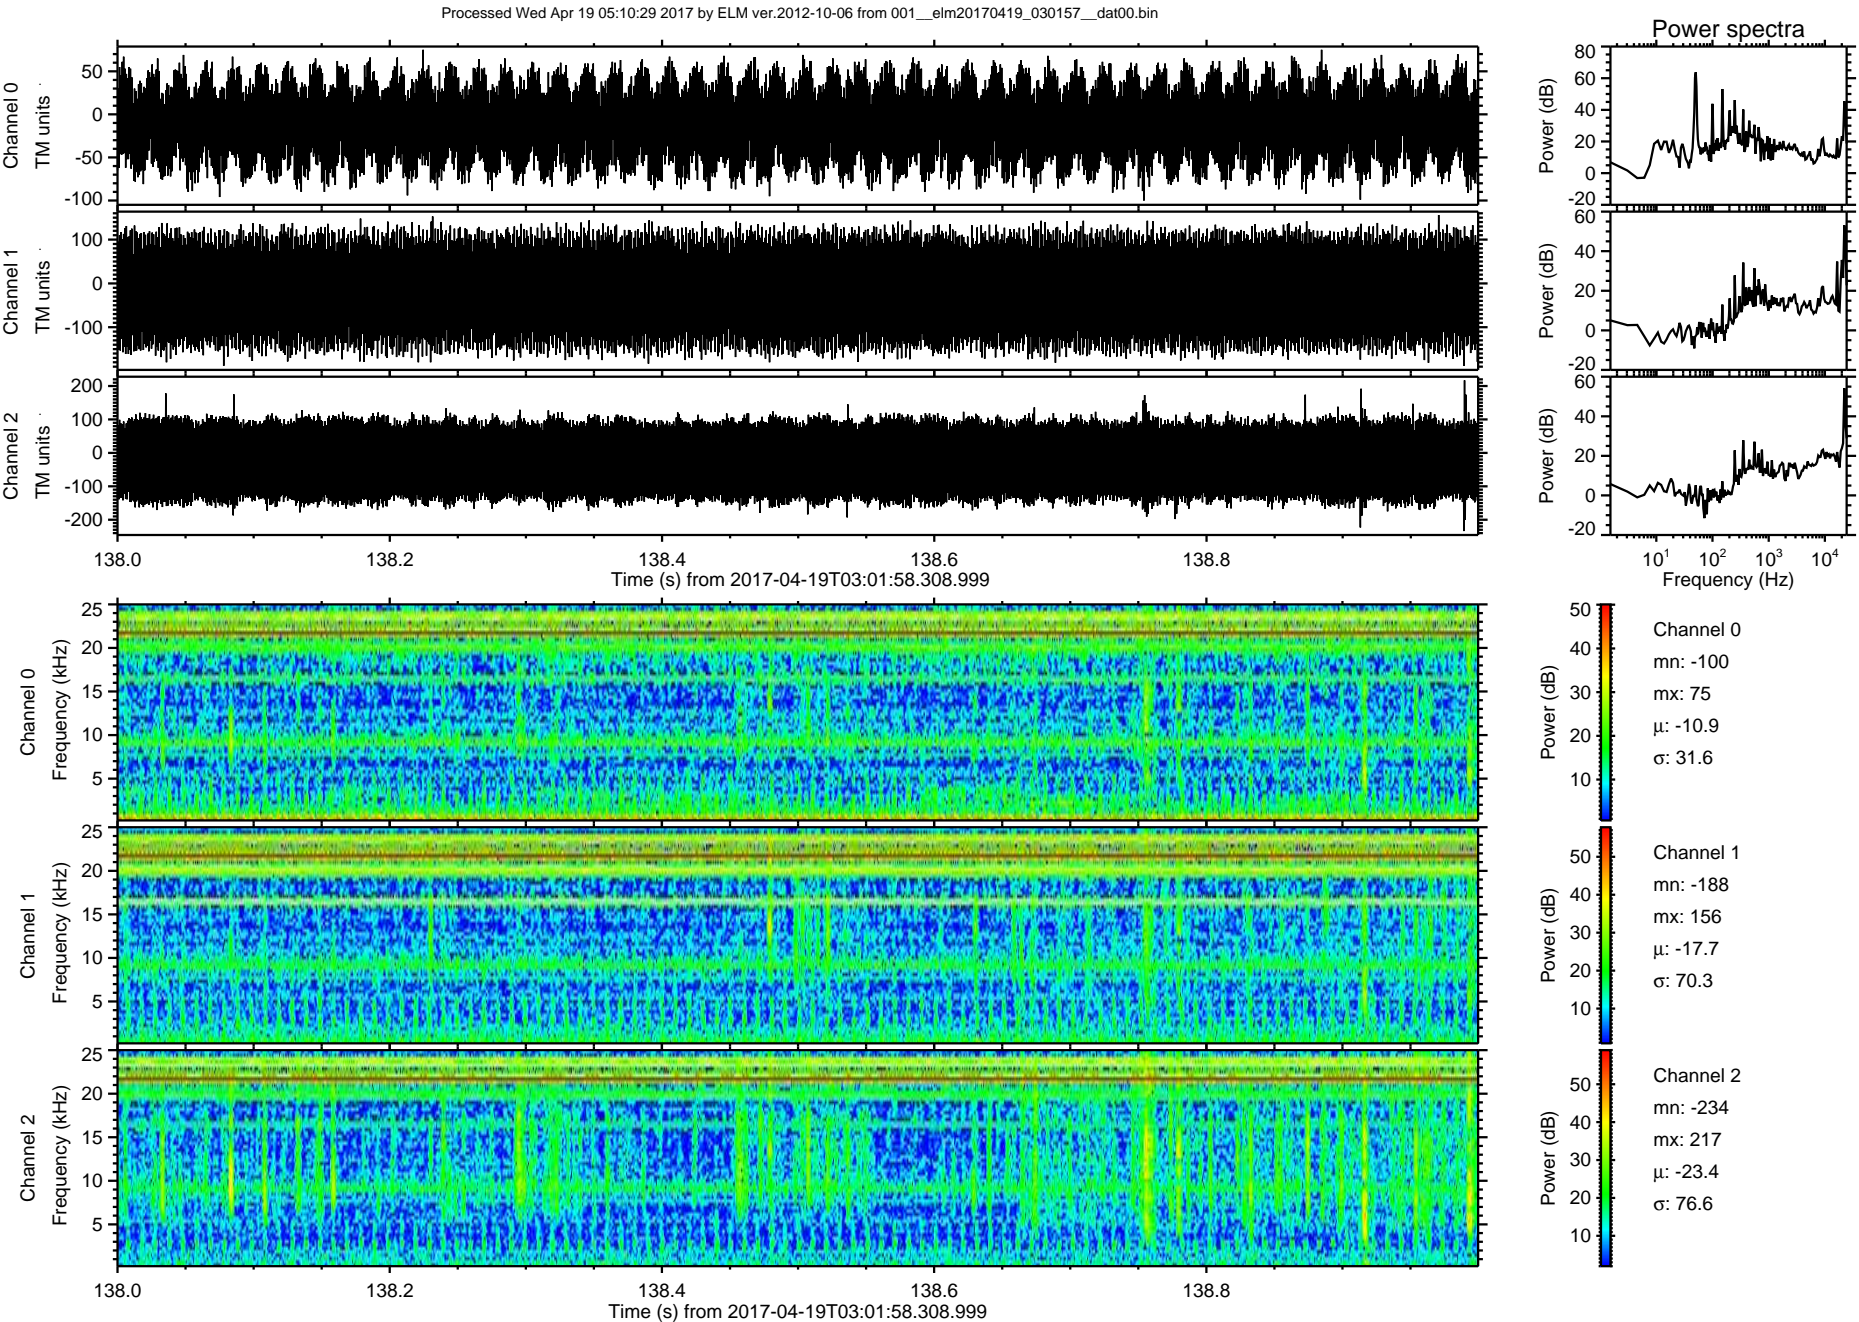 Processed Wed Apr 19 05:10:29 2017 by ELM ver.2012-10-06 from 001__elm20170419_030157__dat00.bin
Power spectra
Channel 0
TM units
50
0
-50
-100
Power (dB)
80
60
40
20
0
-20
Channel 1
TM units
100
0
-100
Power (dB)
60
40
20
0
-20
Channel 2
TM units
200
100
0
-100
-200
Power (dB)
60
40
20
0
-20
138.0 138.2 138.4 138.6 138.8
Time (s) from 2017-04-19T03:01:58.308.999
10¹ 10² 10³ 10⁴
Frequency (Hz)
Channel 0
Frequency (kHz)
25
20
15
10
5
Power (dB)
50
40
30
20
10
Channel 0
mn: -100
mx: 75
μ: -10.9
σ: 31.6
Channel 1
Frequency (kHz)
25
20
15
10
5
Power (dB)
50
40
30
20
10
Channel 1
mn: -188
mx: 156
μ: -17.7
σ: 70.3
Channel 2
Frequency (kHz)
25
20
15
10
5
Power (dB)
50
40
30
20
10
Channel 2
mn: -234
mx: 217
μ: -23.4
σ: 76.6
138.0 138.2 138.4 138.6 138.8
Time (s) from 2017-04-19T03:01:58.308.999